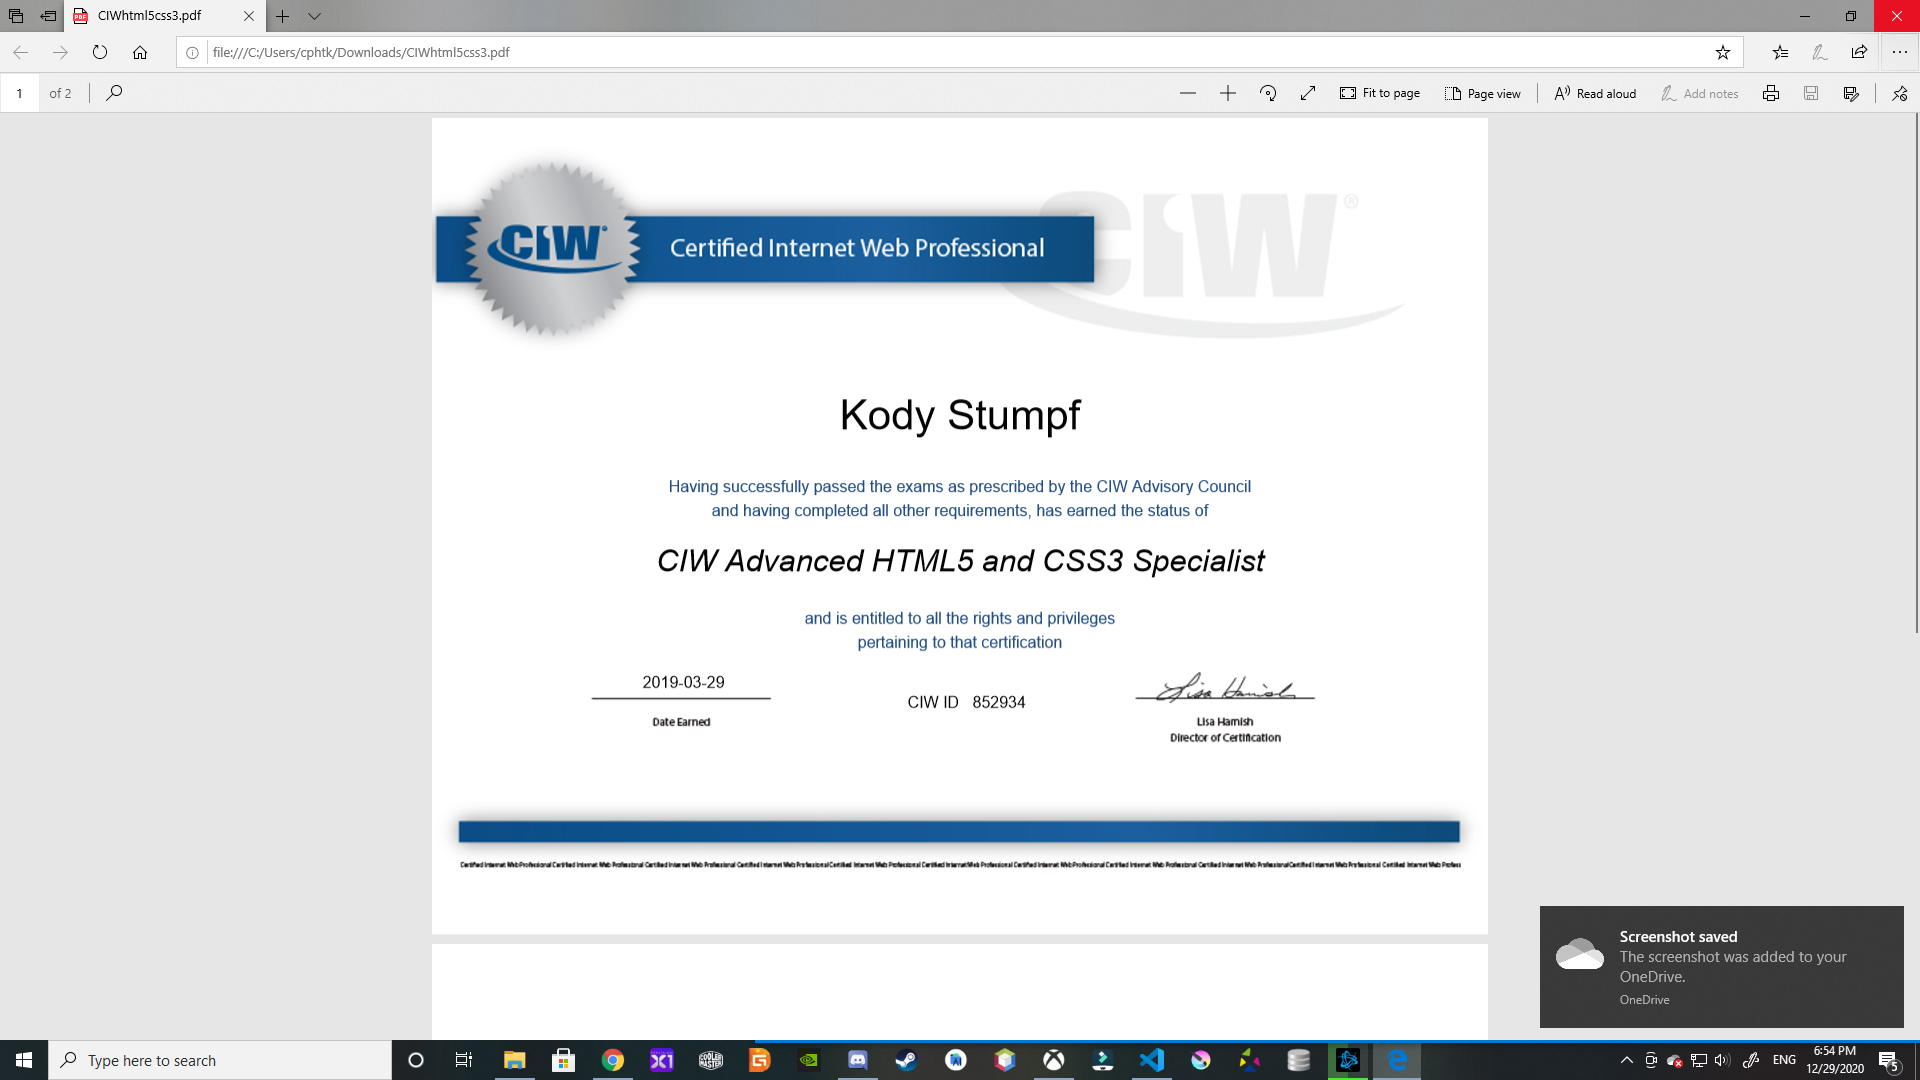 CIWhtml5css3.pdf
file:///C:/Users/cphtk/Downloads/CIWhtml5css3.pdf
1 of 2
Fit to page
Page view
Read aloud
Add notes
CIW®
Certified Internet Web Professional
CIW®
Kody Stumpf
Having successfully passed the exams as prescribed by the CIW Advisory Council
and having completed all other requirements, has earned the status of
CIW Advanced HTML5 and CSS3 Specialist
and is entitled to all the rights and privileges
pertaining to that certification
2019-03-29
Date Earned
CIW ID 852934
Lisa Hamish
Lisa Hamish
Director of Certification
Certified Internet Web Professional Certified Internet Web Professional Certified Internet Web Professional Certified Internet Web Professional Certified Internet Web Professional Certified Internet Web Professional Certified Internet Web Professional Certified Internet Web Professional Certified Internet Web Professional Certified Internet Web Professional Certified Internet Web Profess
Screenshot saved
The screenshot was added to your
OneDrive.
OneDrive
Type here to search
X1
COOLER MASTER
ENG
6:54 PM
12/29/2020
5